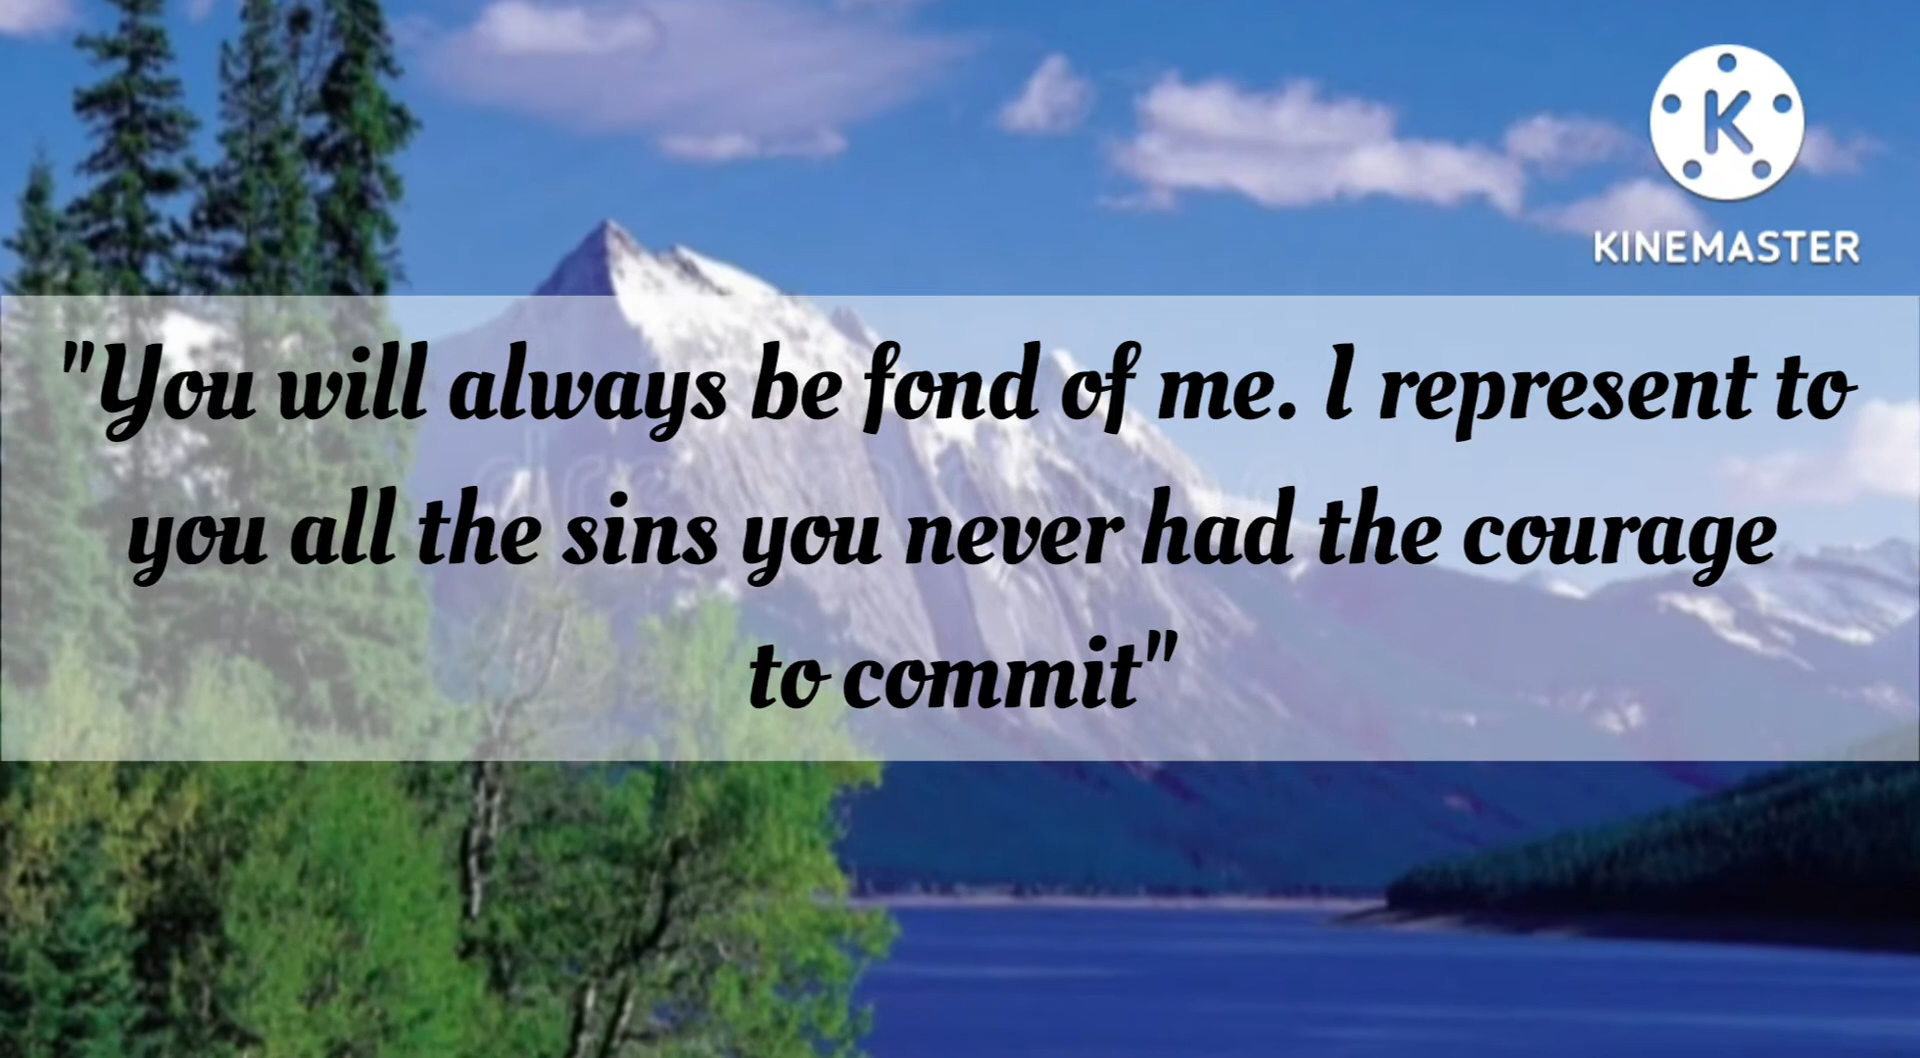 K
KINEMASTER
"You will always be fond of me. I represent to
you all the sins you never had the courage
to commit"